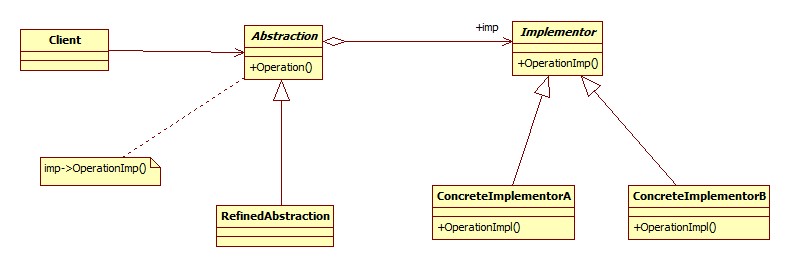 Client
Abstraction
+Operation()
+imp
Implementor
+OperationImp()
imp->OperationImp()
RefinedAbstraction
ConcreteImplementorA
+OperationImpl()
ConcreteImplementorB
+OperationImpl()